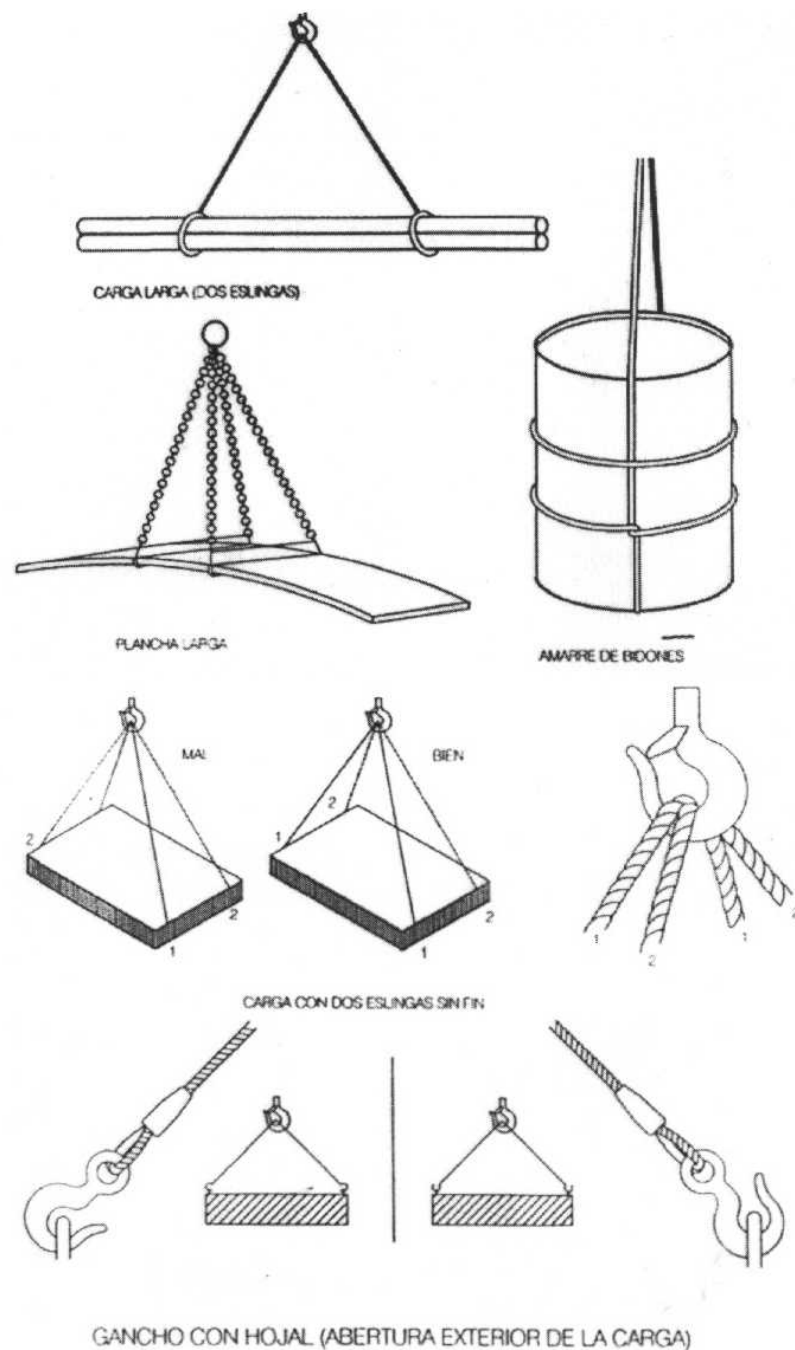 CARGA LARGA (DOS ESLINGAS)
PLANCHA LARGA
AMARRE DE BIDONES
MAL
2
1
2
BIEN
2
1
2
1
1
2
1
2
CARGA CON DOS ESLINGAS SIN FIN
GANCHO CON HOJAL (ABERTURA EXTERIOR DE LA CARGA)